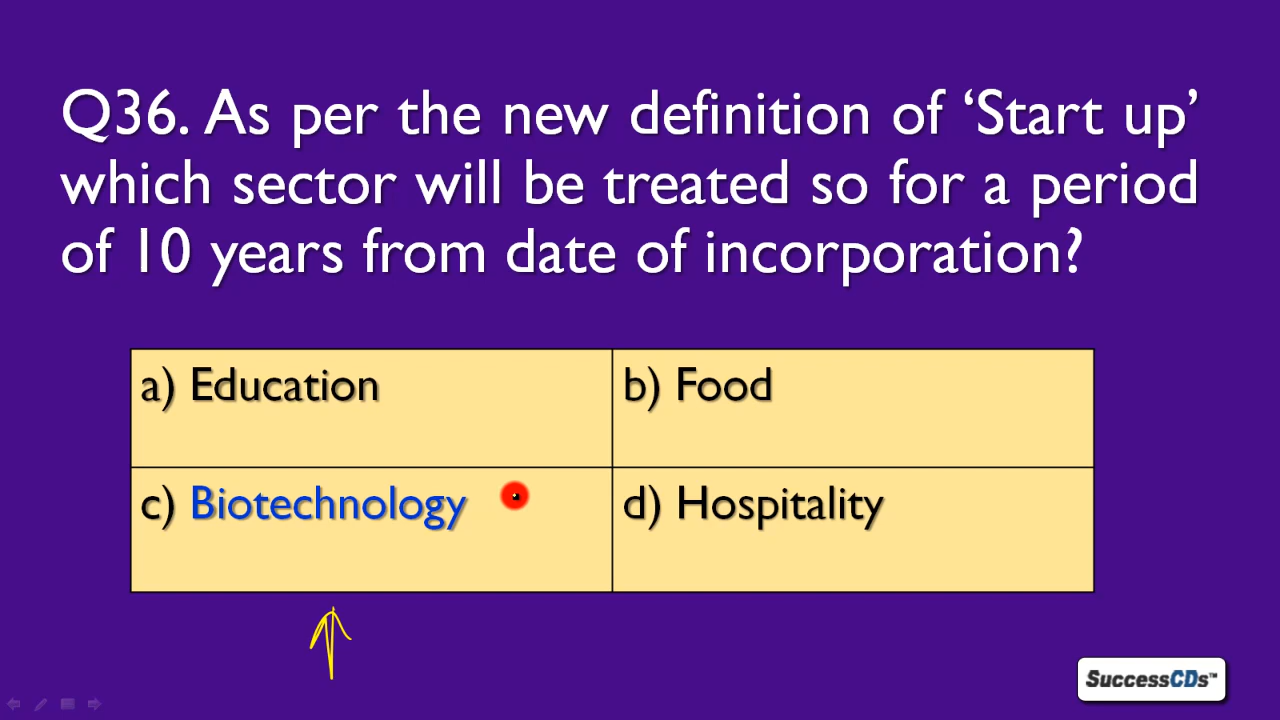 Q36. As per the new definition of ‘Start up’
which sector will be treated so for a period
of 10 years from date of incorporation?
a) Education
b) Food
c) Biotechnology
d) Hospitality
SuccessCDs™